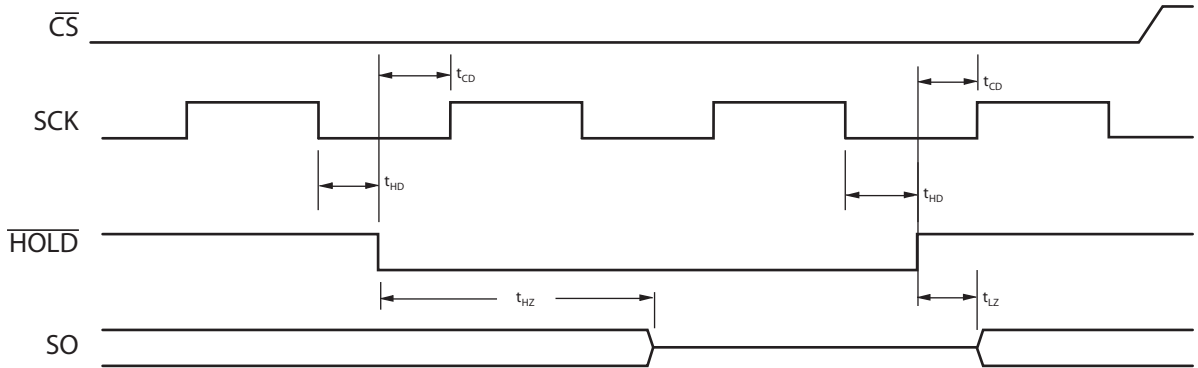 CS
t_CD
t_CD
SCK
t_HD
t_HD
HOLD
t_HZ
t_LZ
SO